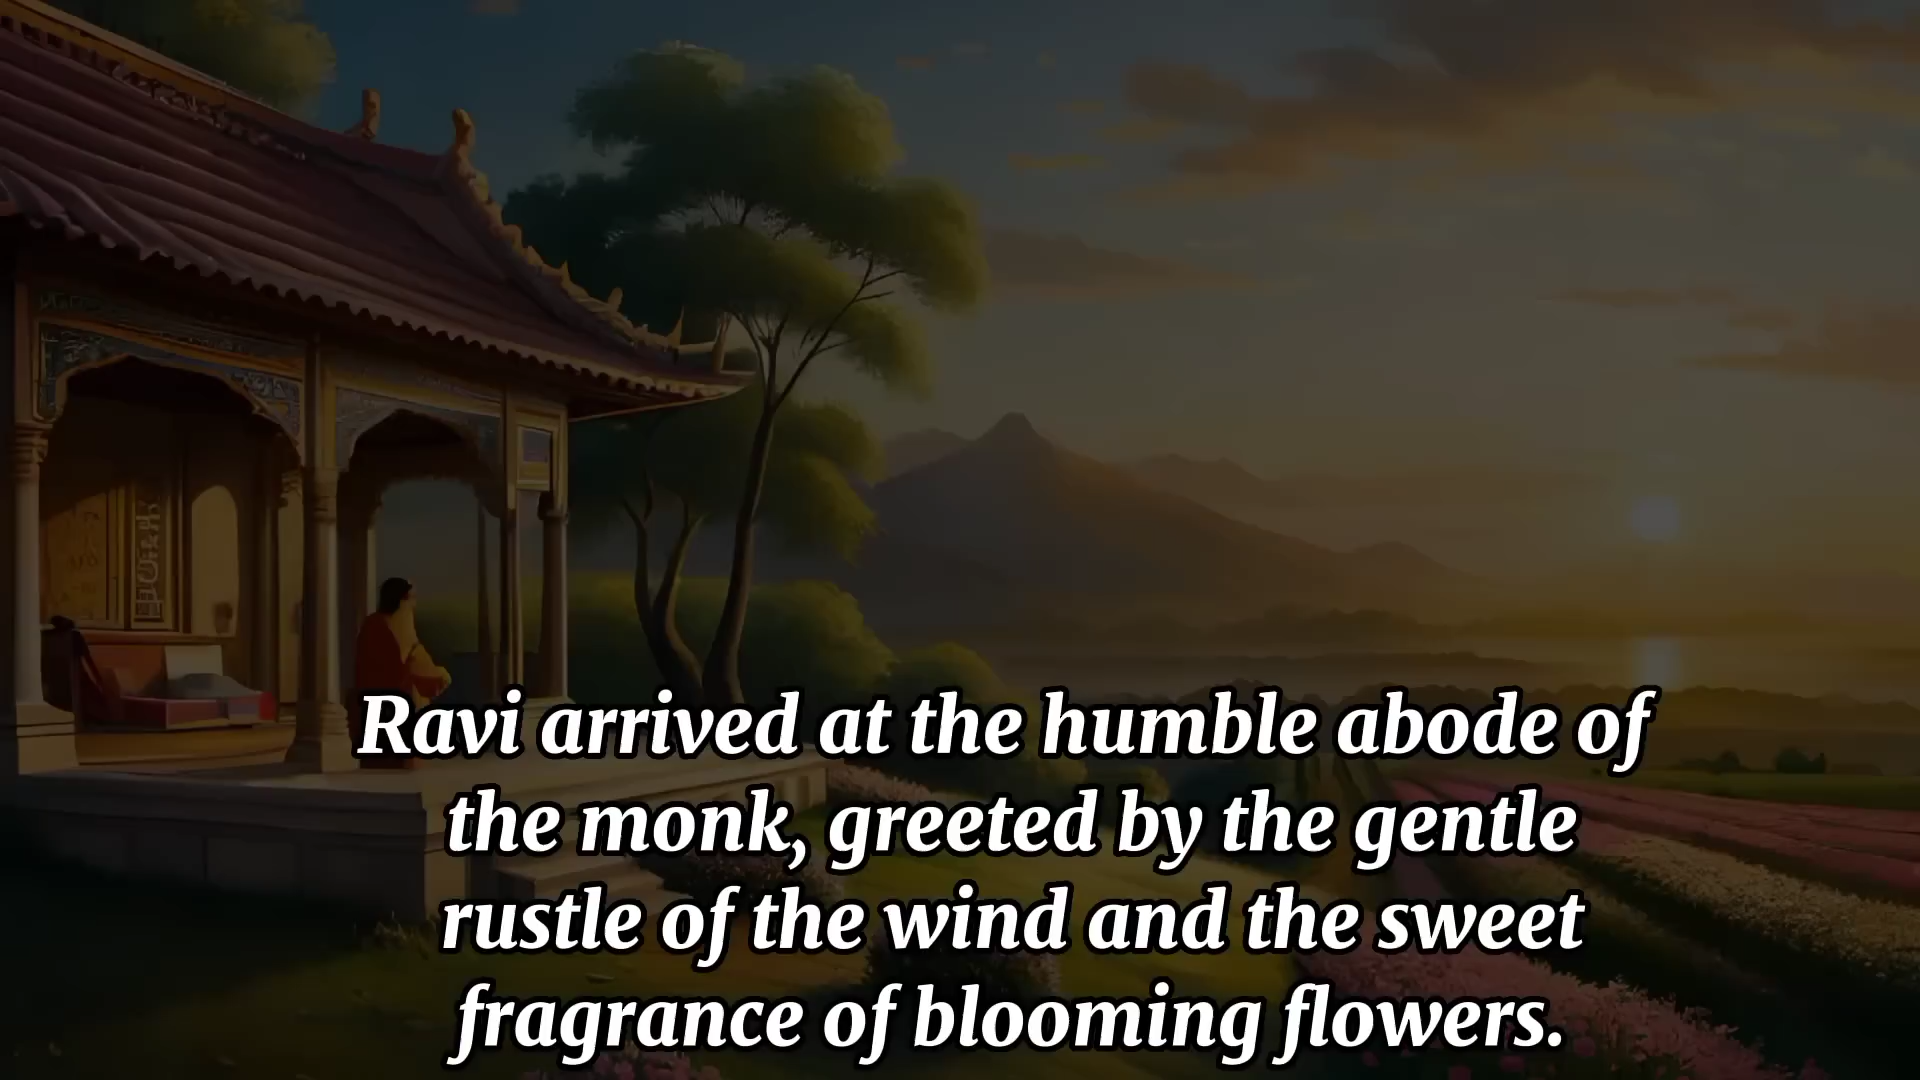 Ravi arrived at the humble abode of
the monk, greeted by the gentle
rustle of the wind and the sweet
fragrance of blooming flowers.